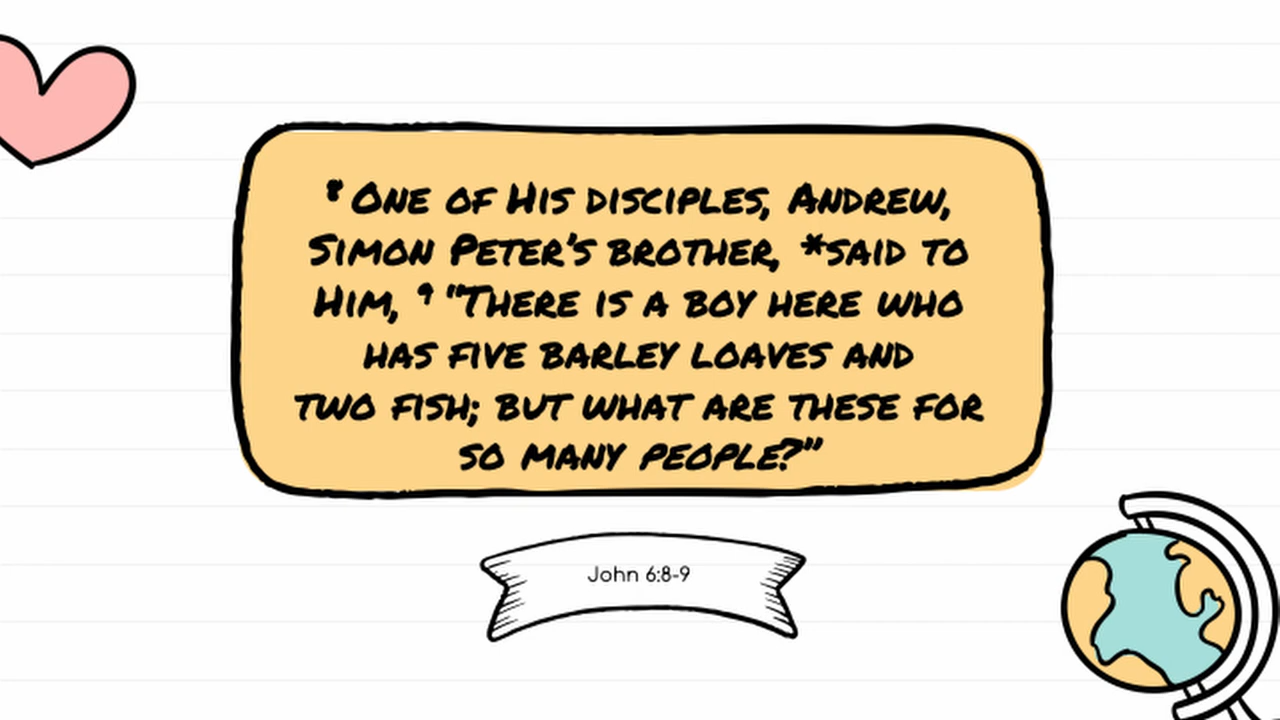 ⁸ One of His disciples, Andrew,
Simon Peter's brother, *said to
Him, ⁹ "There is a boy here who
has five barley loaves and
two fish; but what are these for
so many people?"
John 6:8-9